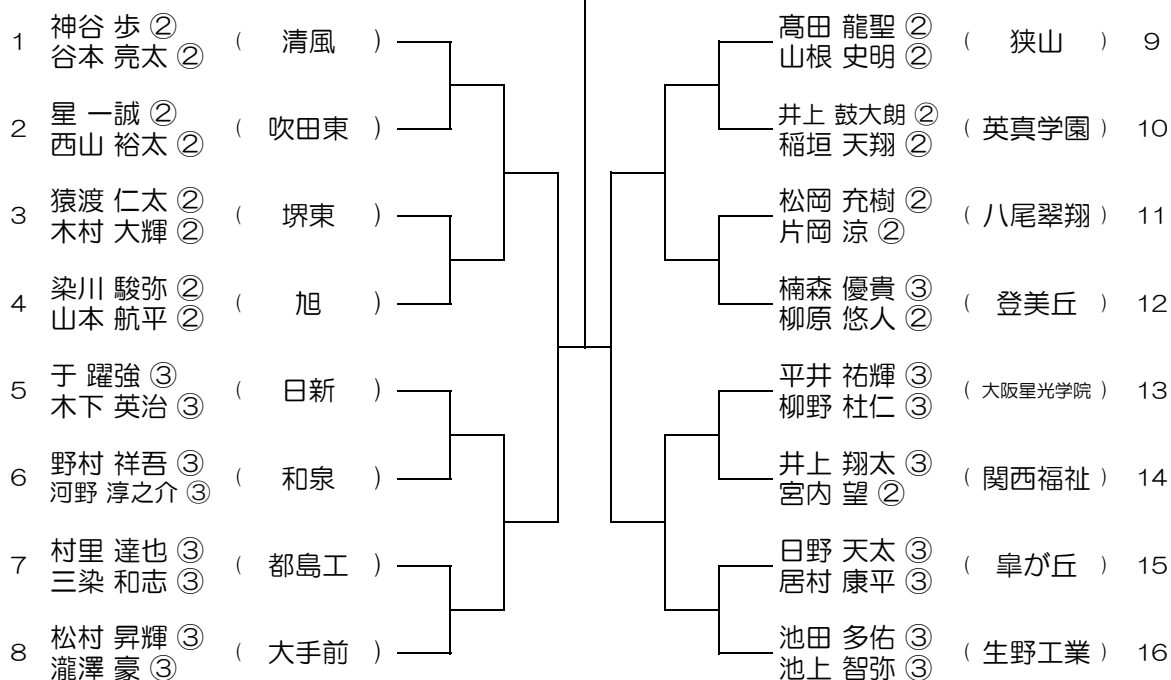 1 神谷 歩 ② ( 清風 )
谷本 亮太 ②
2 星 一誠 ② ( 吹田東 )
西山 裕太 ②
3 猿渡 仁太 ② ( 堺東 )
木村 大輝 ②
4 染川 駿弥 ② ( 旭 )
山本 航平 ②
5 于 躍強 ③ ( 日新 )
木下 英治 ③
6 野村 祥吾 ③ ( 和泉 )
河野 淳之介 ③
7 村里 達也 ③ ( 都島工 )
三染 和志 ③
8 松村 昇輝 ③ ( 大手前 )
瀧澤 豪 ③
髙田 龍聖 ② ( 狭山 ) 9
山根 史明 ②
井上 鼓大朗 ② ( 英真学園 ) 10
稲垣 天翔 ②
松岡 充樹 ② ( 八尾翠翔 ) 11
片岡 涼 ②
楠森 優貴 ③ ( 登美丘 ) 12
柳原 悠人 ②
平井 祐輝 ③ ( 大阪星光学院 ) 13
柳野 杜仁 ③
井上 翔太 ③ ( 関西福祉 ) 14
宮内 望 ②
日野 天太 ③ ( 皐が丘 ) 15
居村 康平 ③
池田 多佑 ③ ( 生野工業 ) 16
池上 智弥 ③